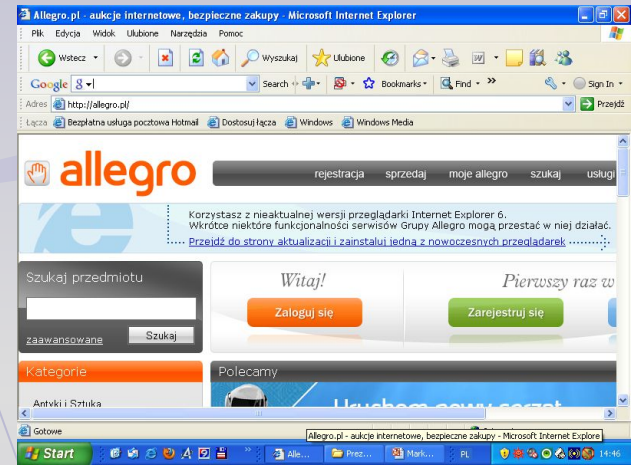 Allegro.pl - aukcje internetowe, bezpieczne zakupy - Microsoft Internet Explorer
Plik Edycja Widok Ulubione Narzędzia Pomoc
Wstecz Wyszukaj Ulubione
Google Search Bookmarks Find Sign In
Adres http://allegro.pl/ Przejdź
Łącza Bezpłatna usługa pocztowa Hotmail Dostosuj łącza Windows Windows Media
allegro rejestracja sprzedaj moje allegro szukaj usługi
Korzystasz z nieaktualnej wersji przeglądarki Internet Explorer 6.
Wkrótce niektóre funkcjonalności serwisów Grupy Allegro mogą przestać w niej działać.
Przejdź do strony aktualizacji i zainstaluj jedną z nowoczesnych przeglądarek
Szukaj przedmiotu Witaj! Pierwszy raz w
Zaloguj się Zarejestruj się
zaawansowane Szukaj
Kategorie Polecamy
Antyki i Sztuka
Gotowe
Allegro.pl - aukcje internetowe, bezpieczne zakupy - Microsoft Internet Explore
Start Alle... Prez... Mark... PL 14:46